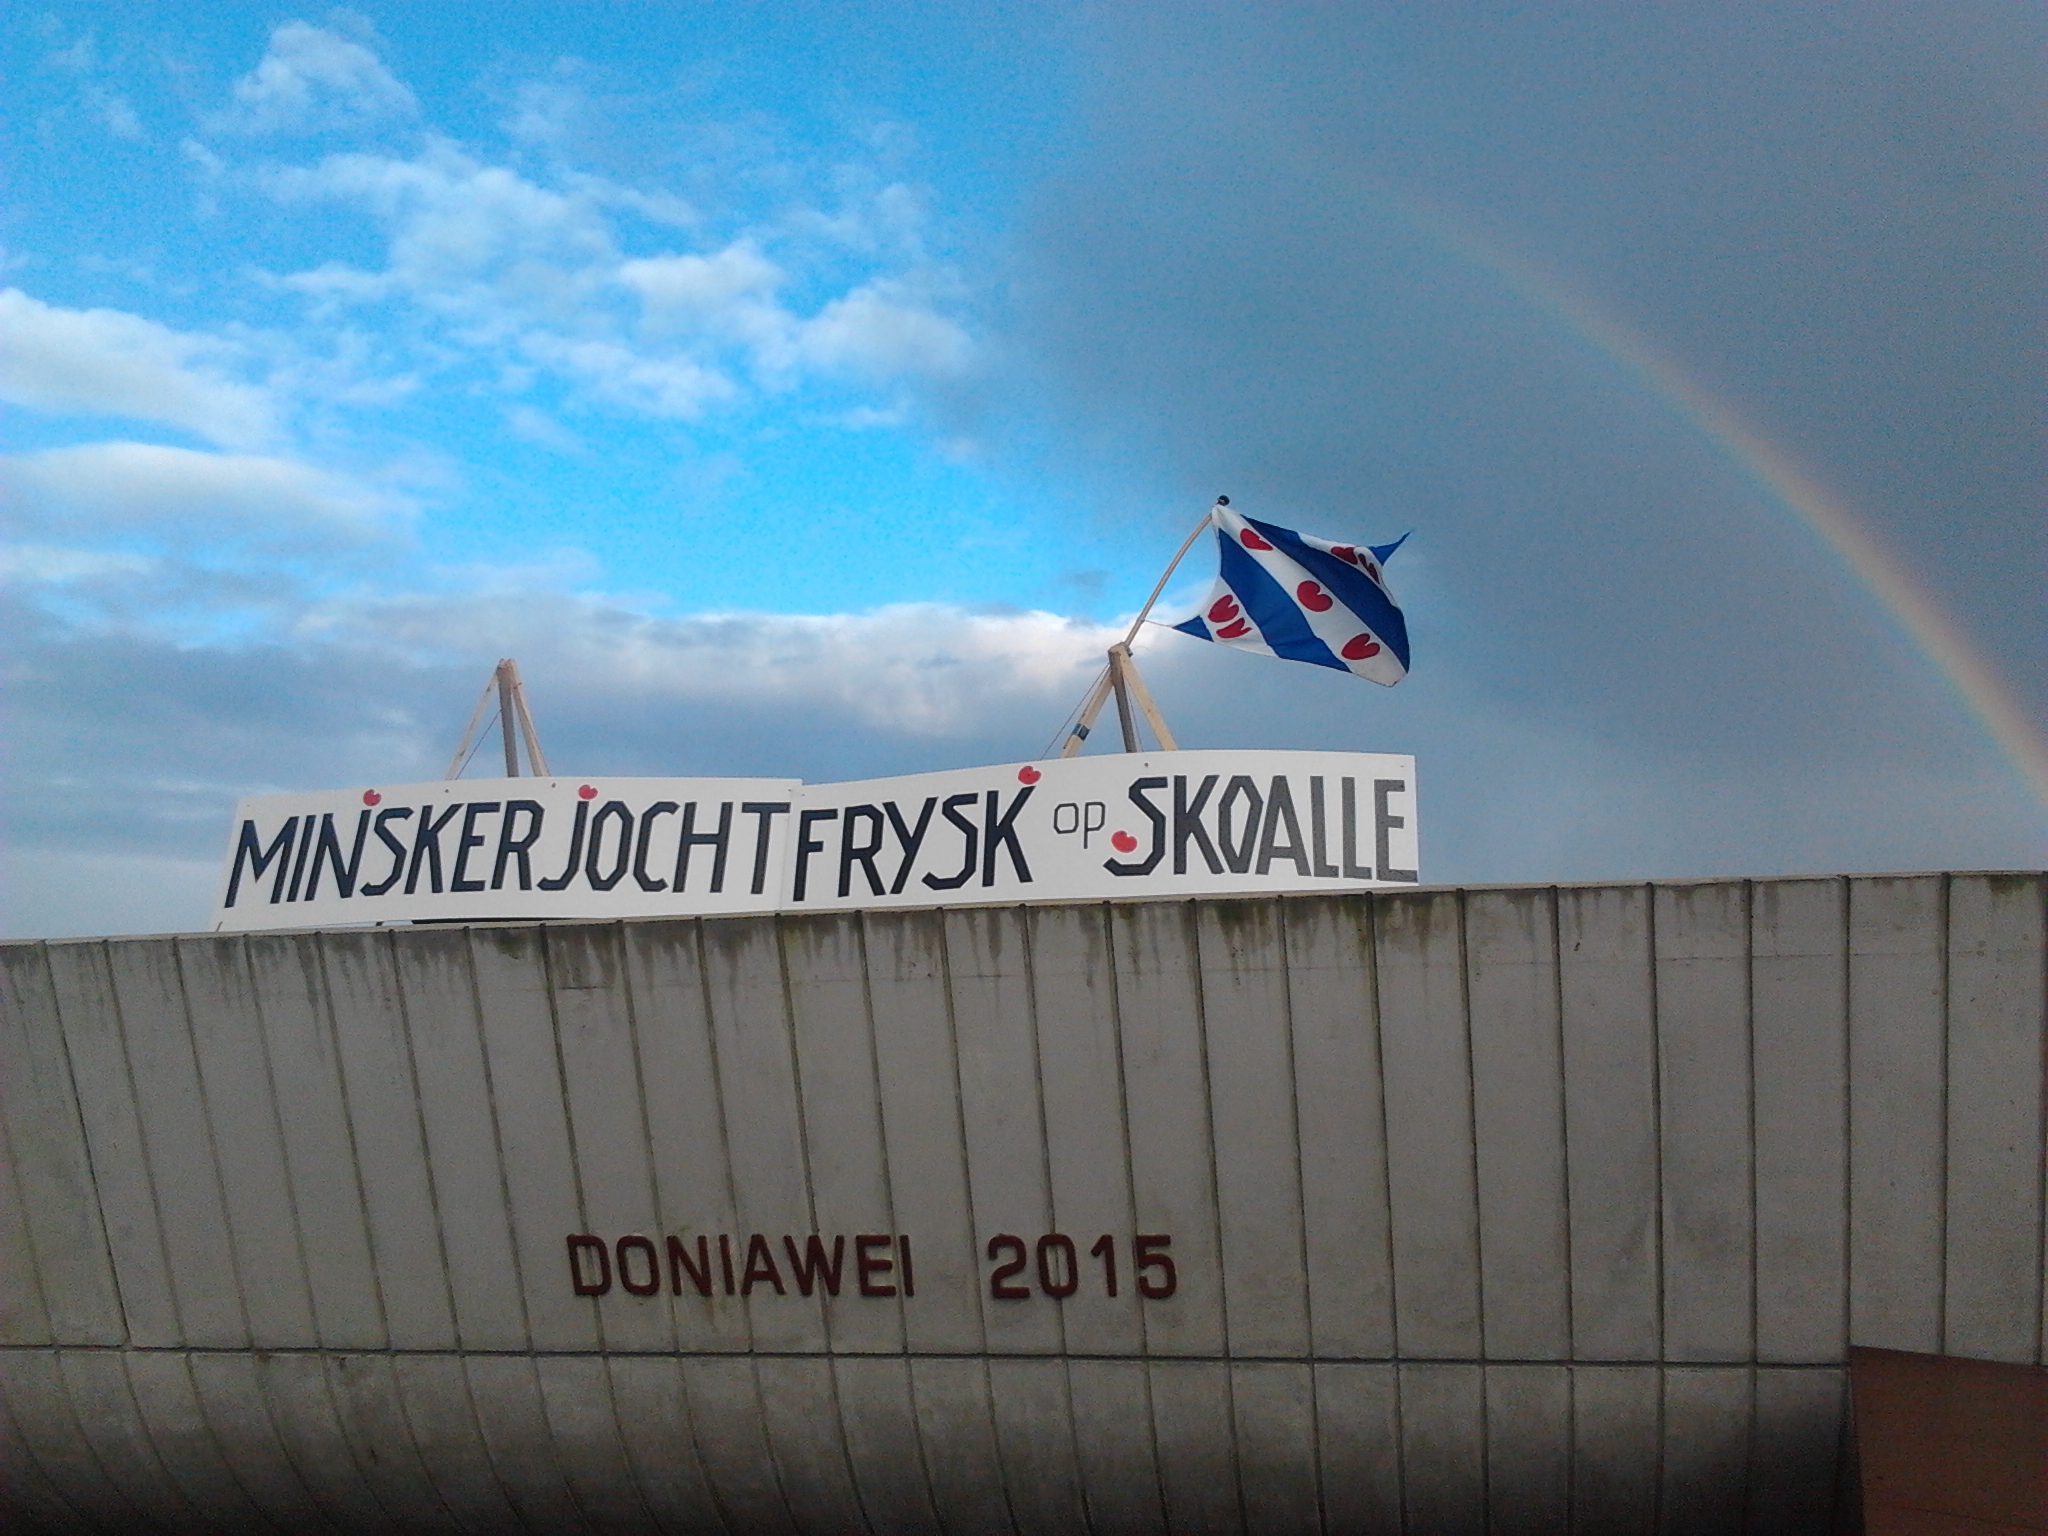 MINSKERJOCHT FRYSK op SKOALLE
DONIAWEI 2015